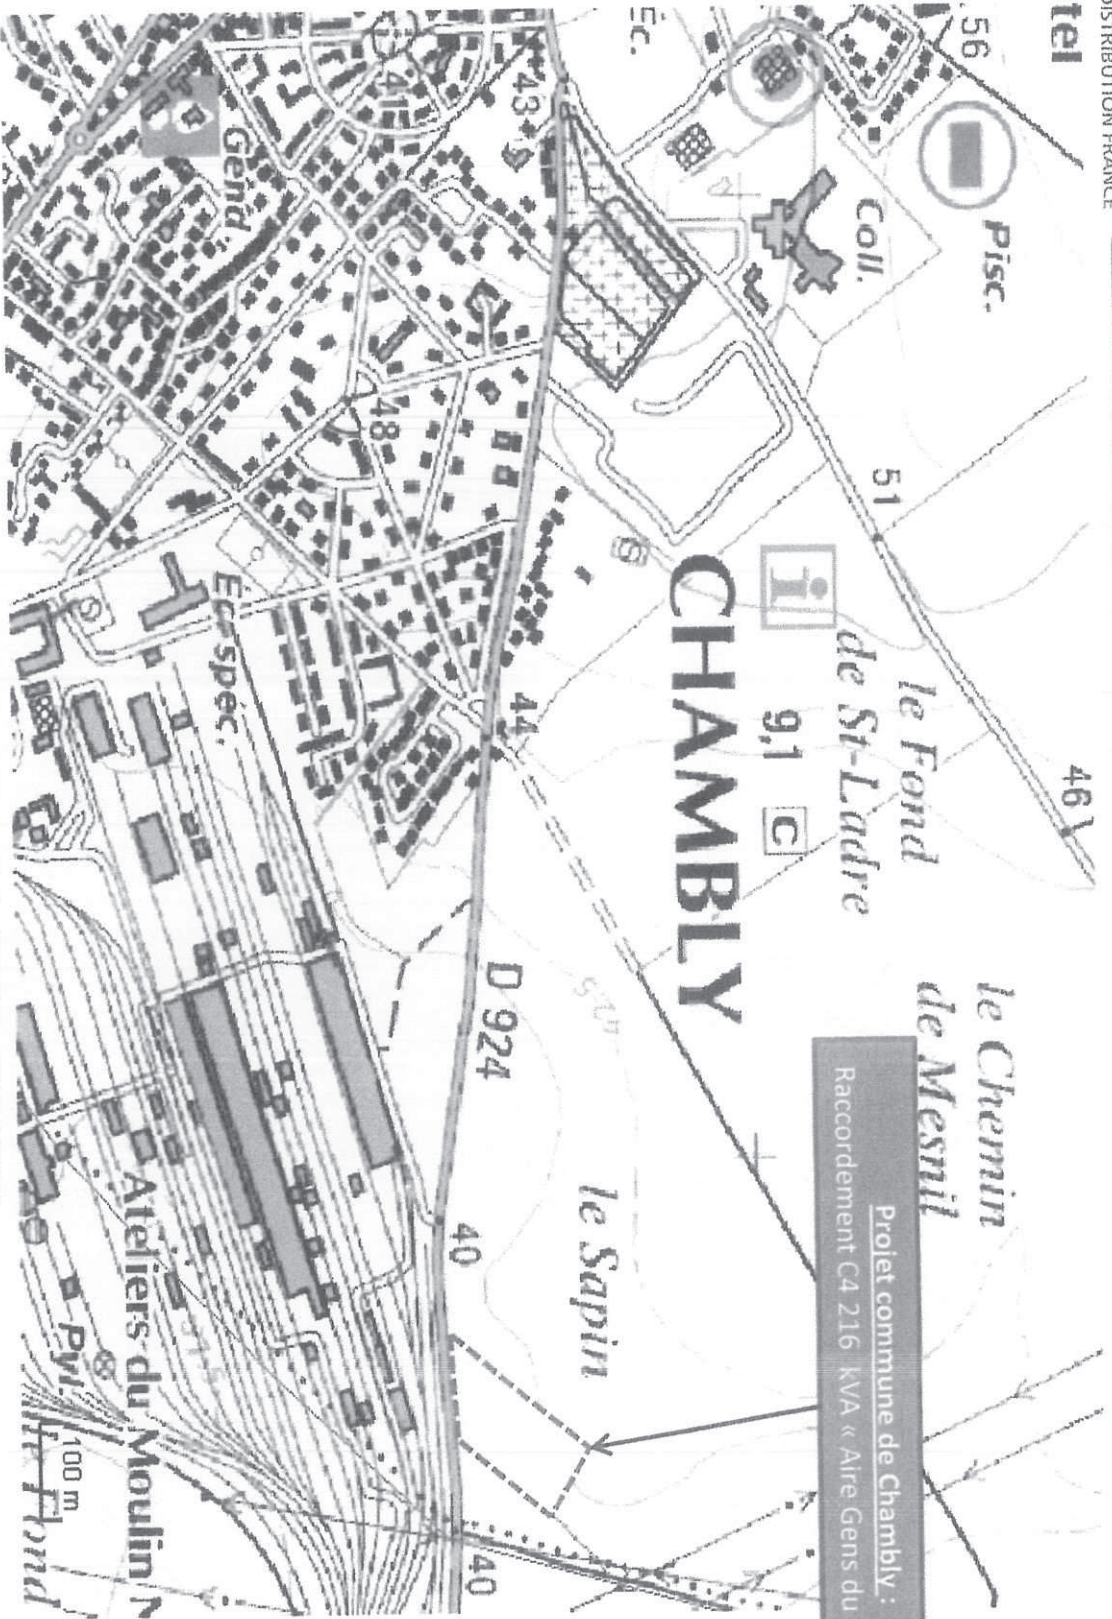 DISTRIBUTION FRANCE
tel
56
Pisc.
Coll.
Éc.
43
41
Gend.
48
51
46
le Fond
de St-Ladre
9,1 C
i
CHAMBLY
44
Éc. spéc.
le Chemin
de Mesnil
Projet commune de Chambly :
Raccordement C4 216 kVA « Aire Gens du
D 924
le Sapin
40
40
Ateliers du Moulin N
Pyl.
100 m
ond